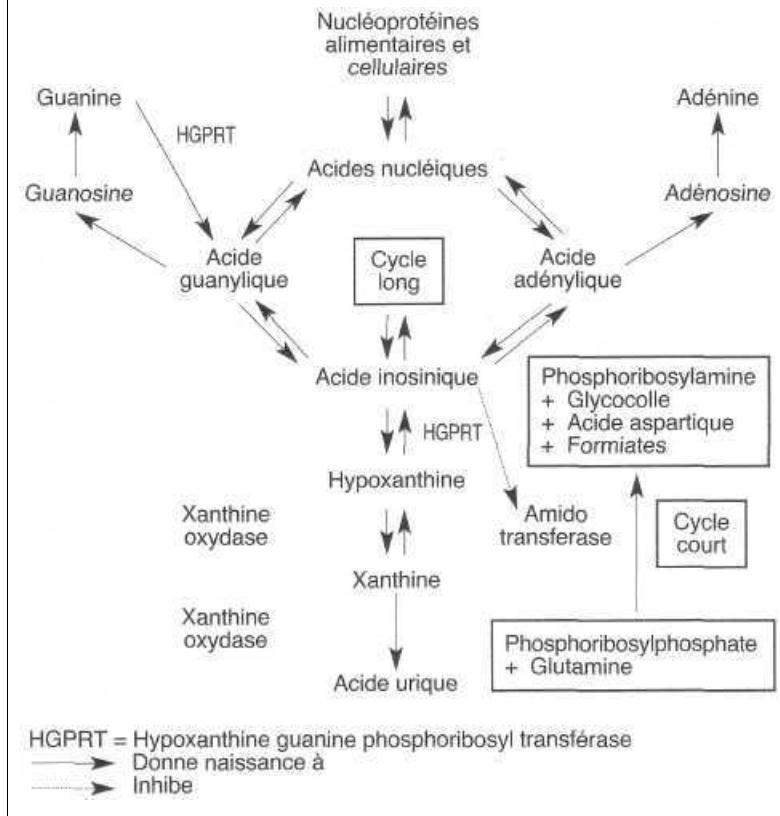 Nucléoprotéines
alimentaires et
cellulaires
Guanine
Adénine
HGPRT
Acides nucléiques
Guanosine
Adénosine
Acide
guanylique
Cycle
long
Acide
adénylique
Acide inosinique
Phosphoribosylamine
+ Glycocolle
+ Acide aspartique
+ Formiates
HGPRT
Hypoxanthine
Xanthine
oxydase
Amido
transferase
Cycle
court
Xanthine
Xanthine
oxydase
Phosphoribosylphosphate
+ Glutamine
Acide urique
HGPRT = Hypoxanthine guanine phosphoribosyl transférase
Donne naissance à
Inhibe